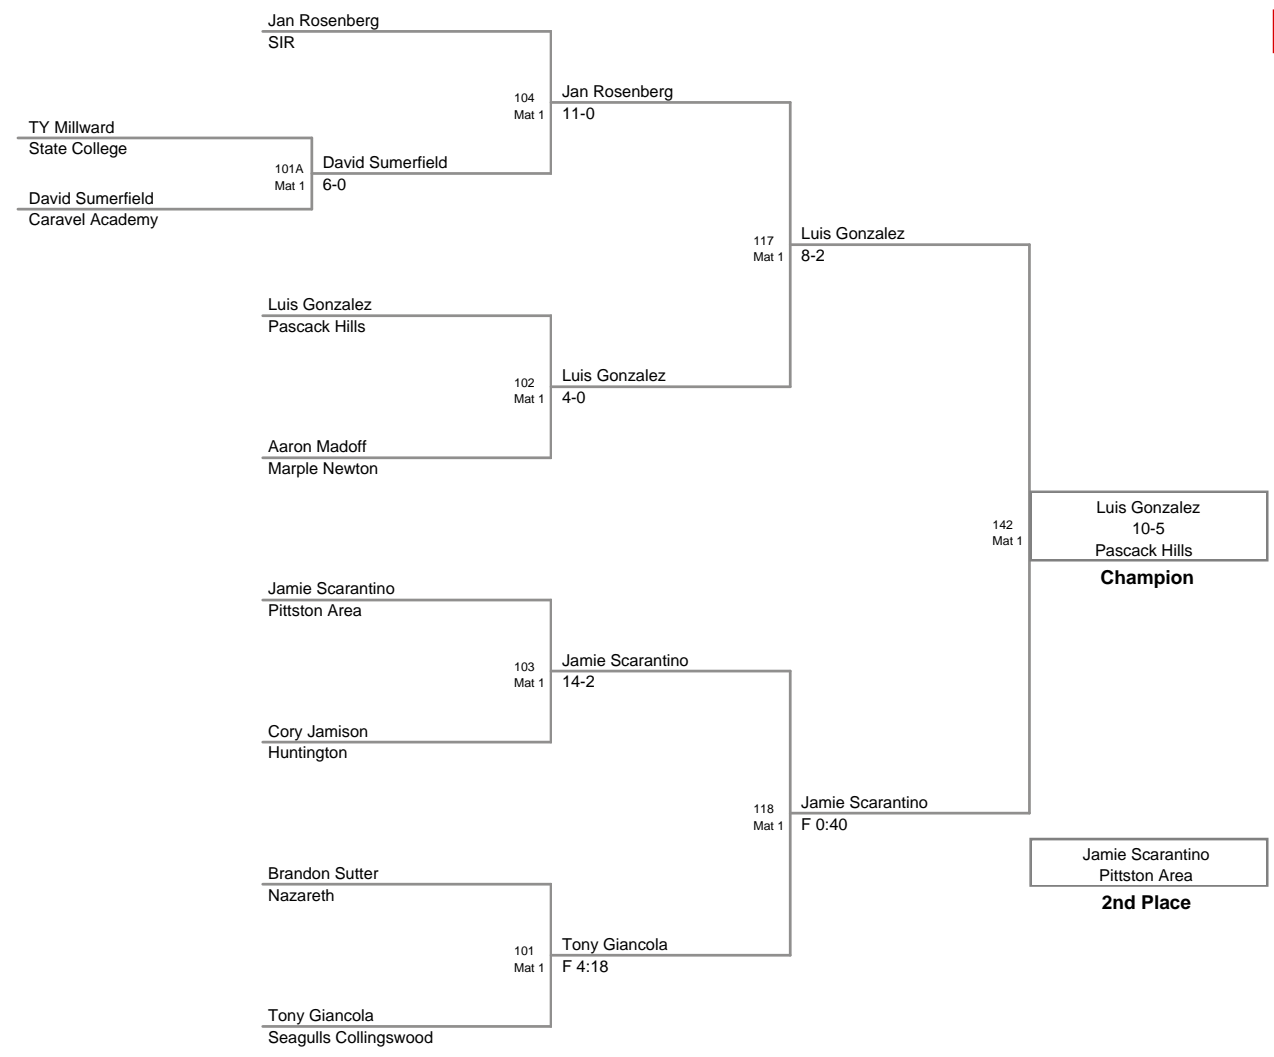 Jan Rosenberg
SIR
104
Mat 1
Jan Rosenberg
11-0
TY Millward
State College
101A
Mat 1
David Sumerfield
6-0
David Sumerfield
Caravel Academy
117
Mat 1
Luis Gonzalez
8-2
Luis Gonzalez
Pascack Hills
102
Mat 1
Luis Gonzalez
4-0
Aaron Madoff
Marple Newton
142
Mat 1
Luis Gonzalez
10-5
Pascack Hills
Champion
Jamie Scarantino
Pittston Area
103
Mat 1
Jamie Scarantino
14-2
Cory Jamison
Huntington
118
Mat 1
Jamie Scarantino
F 0:40
Jamie Scarantino
Pittston Area
2nd Place
Brandon Sutter
Nazareth
101
Mat 1
Tony Giancola
F 4:18
Tony Giancola
Seagulls Collingswood